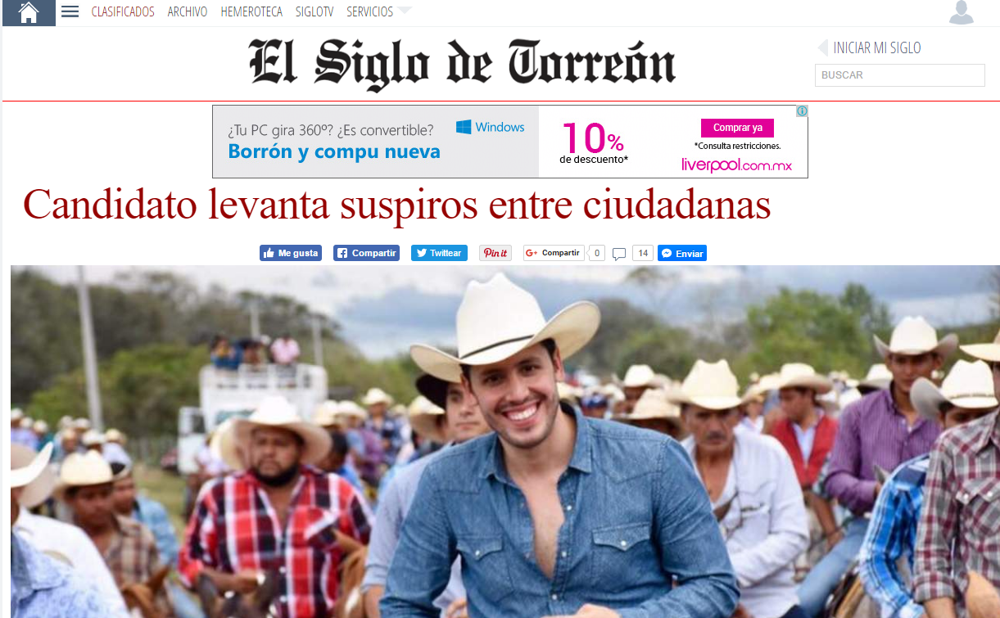 CLASIFICADOS ARCHIVO HEMEROTECA SIGLOTV SERVICIOS
El Siglo de Torreón
INICIAR MI SIGLO
BUSCAR
¿Tu PC gira 360º? ¿Es convertible?
Borrón y compu nueva
Windows
10%
de descuento*
Comprar ya
*Consulta restricciones.
liverpool.com.mx
Candidato levanta suspiros entre ciudadanas
Me gusta Compartir Twittear Pinit G+ Compartir 0 14 Enviar